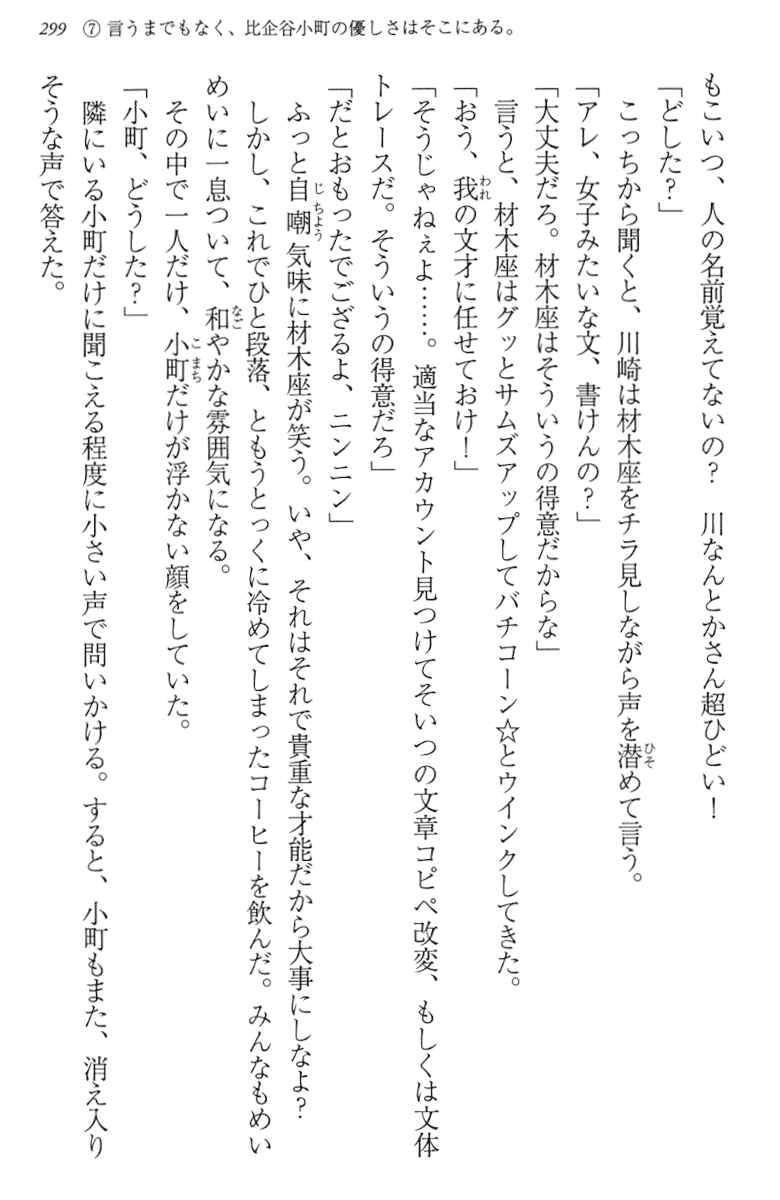 299 ⑦ 言うまでもなく、比企谷小町の優しさはそこにある。
もこいつ、人の名前覚えてないの？　川なんとかさん超ひどい！
「どした？」
　こっちから聞くと、川崎は材木座をチラ見しながら声を潜めて言う。
「アレ、女子みたいな文、書けんの？」
「大丈夫だろ。材木座はそういうの得意だからな」
　言うと、材木座はグッとサムズアップしてバチコーン☆とウインクしてきた。
「おう、我の文才に任せておけ！」
「そうじゃねぇよ……。適当なアカウント見つけてそいつの文章コピペ改変、もしくは文体
トレースだ。そういうの得意だろ」
「だとおもったでござるよ、ニンニン」
　ふっと自嘲気味に材木座が笑う。いや、それはそれで貴重な才能だから大事にしなよ？
　しかし、これでひと段落、ともうとっくに冷めてしまったコーヒーを飲んだ。みんなもめい
めいに一息ついて、和やかな雰囲気になる。
　その中で一人だけ、小町だけが浮かない顔をしていた。
「小町、どうした？」
　隣にいる小町だけに聞こえる程度に小さい声で問いかける。すると、小町もまた、消え入り
そうな声で答えた。